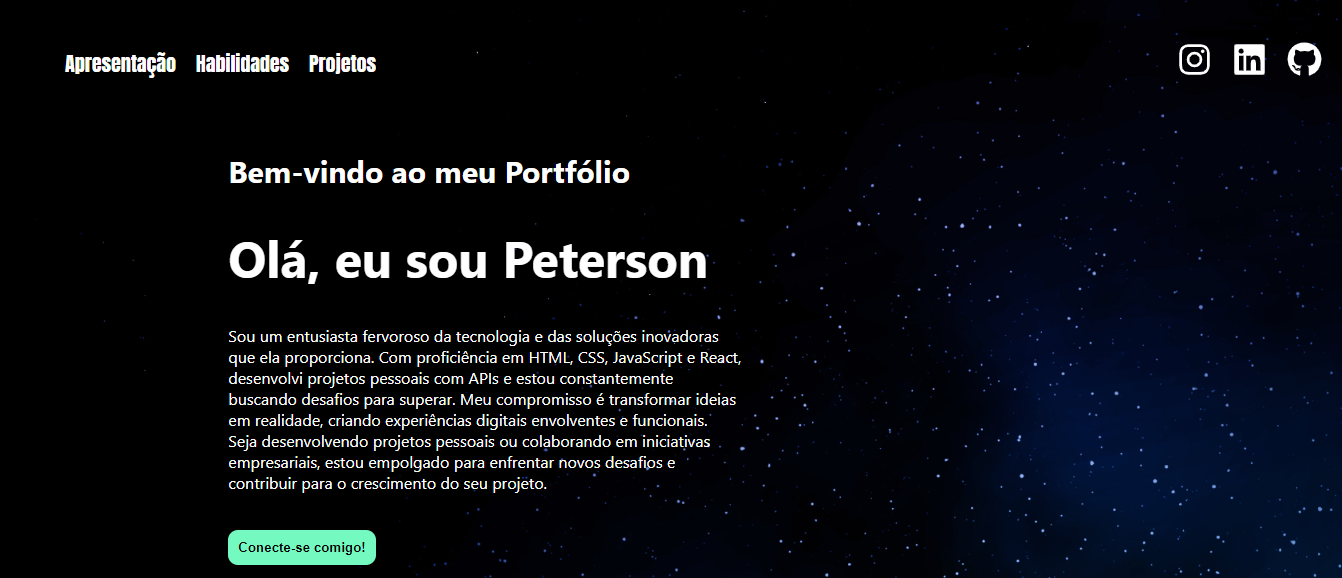 Apresentação Habilidades Projetos
Bem-vindo ao meu Portfólio
Olá, eu sou Peterson
Sou um entusiasta fervoroso da tecnologia e das soluções inovadoras
que ela proporciona. Com proficiência em HTML, CSS, JavaScript e React,
desenvolvi projetos pessoais com APIs e estou constantemente
buscando desafios para superar. Meu compromisso é transformar ideias
em realidade, criando experiências digitais envolventes e funcionais.
Seja desenvolvendo projetos pessoais ou colaborando em iniciativas
empresariais, estou empolgado para enfrentar novos desafios e
contribuir para o crescimento do seu projeto.
Conecte-se comigo!